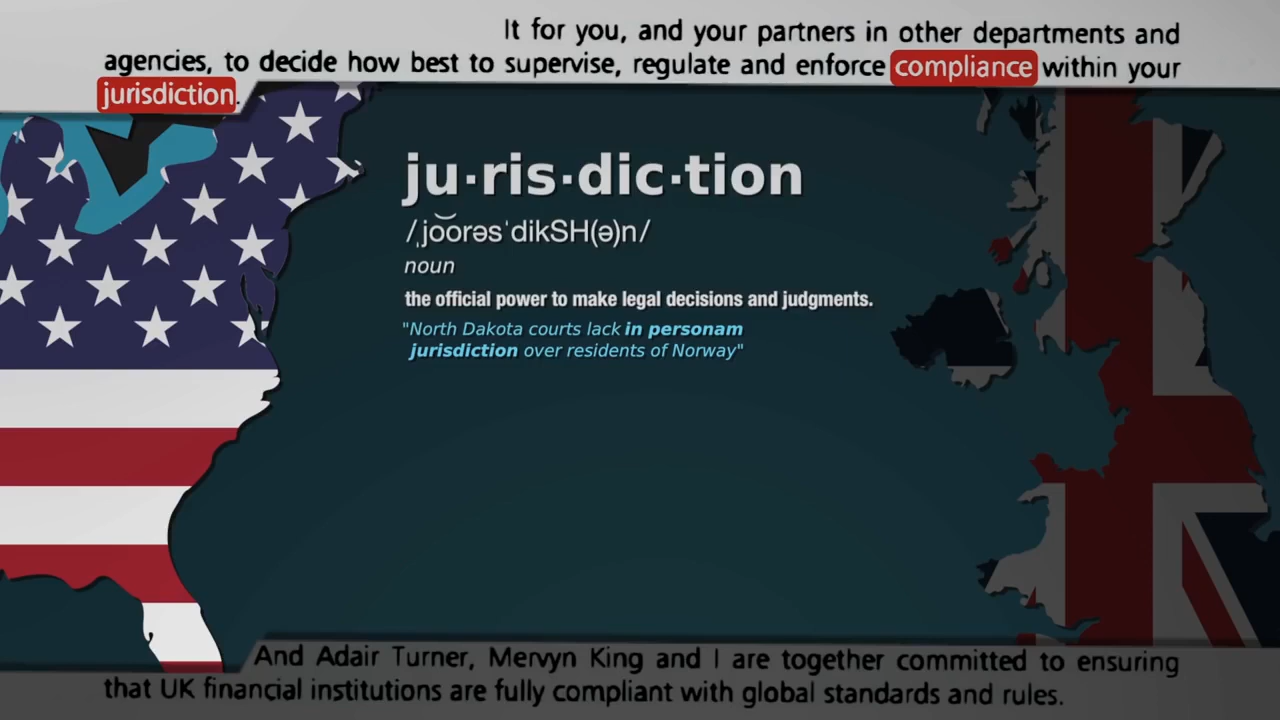 It for you, and your partners in other departments and
agencies, to decide how best to supervise, regulate and enforce compliance within your
jurisdiction.
ju·ris·dic·tion
/ˌjo͝orəsˈdikSH(ə)n/
noun
the official power to make legal decisions and judgments.
"North Dakota courts lack in personam
jurisdiction over residents of Norway"
And Adair Turner, Mervyn King and I are together committed to ensuring
that UK financial institutions are fully compliant with global standards and rules.